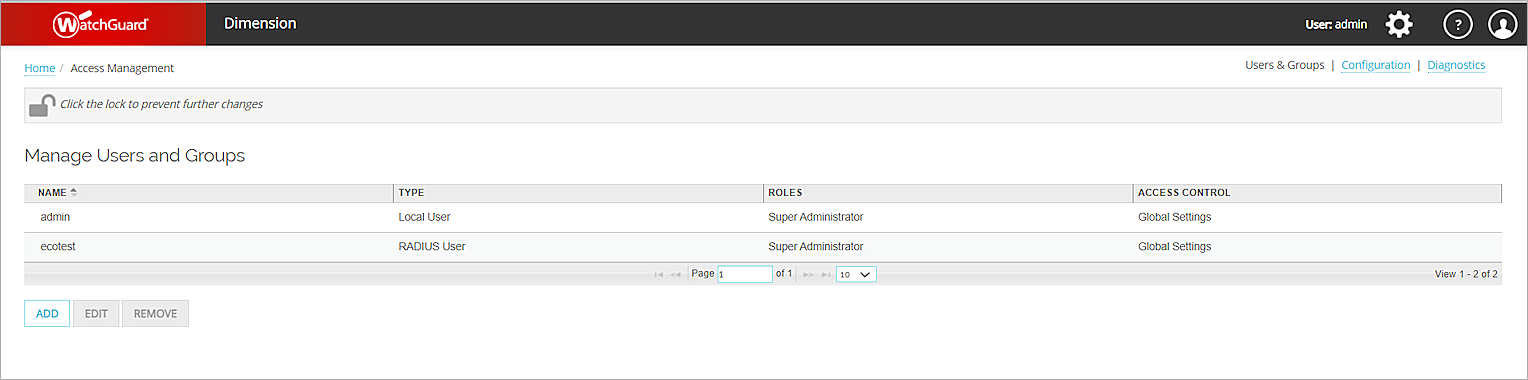 WatchGuard Dimension User: admin ?
Home / Access Management Users & Groups | Configuration | Diagnostics
Click the lock to prevent further changes
Manage Users and Groups
NAME TYPE ROLES ACCESS CONTROL
admin Local User Super Administrator Global Settings
ecotest RADIUS User Super Administrator Global Settings
Page 1 of 1 10 View 1 - 2 of 2
ADD EDIT REMOVE